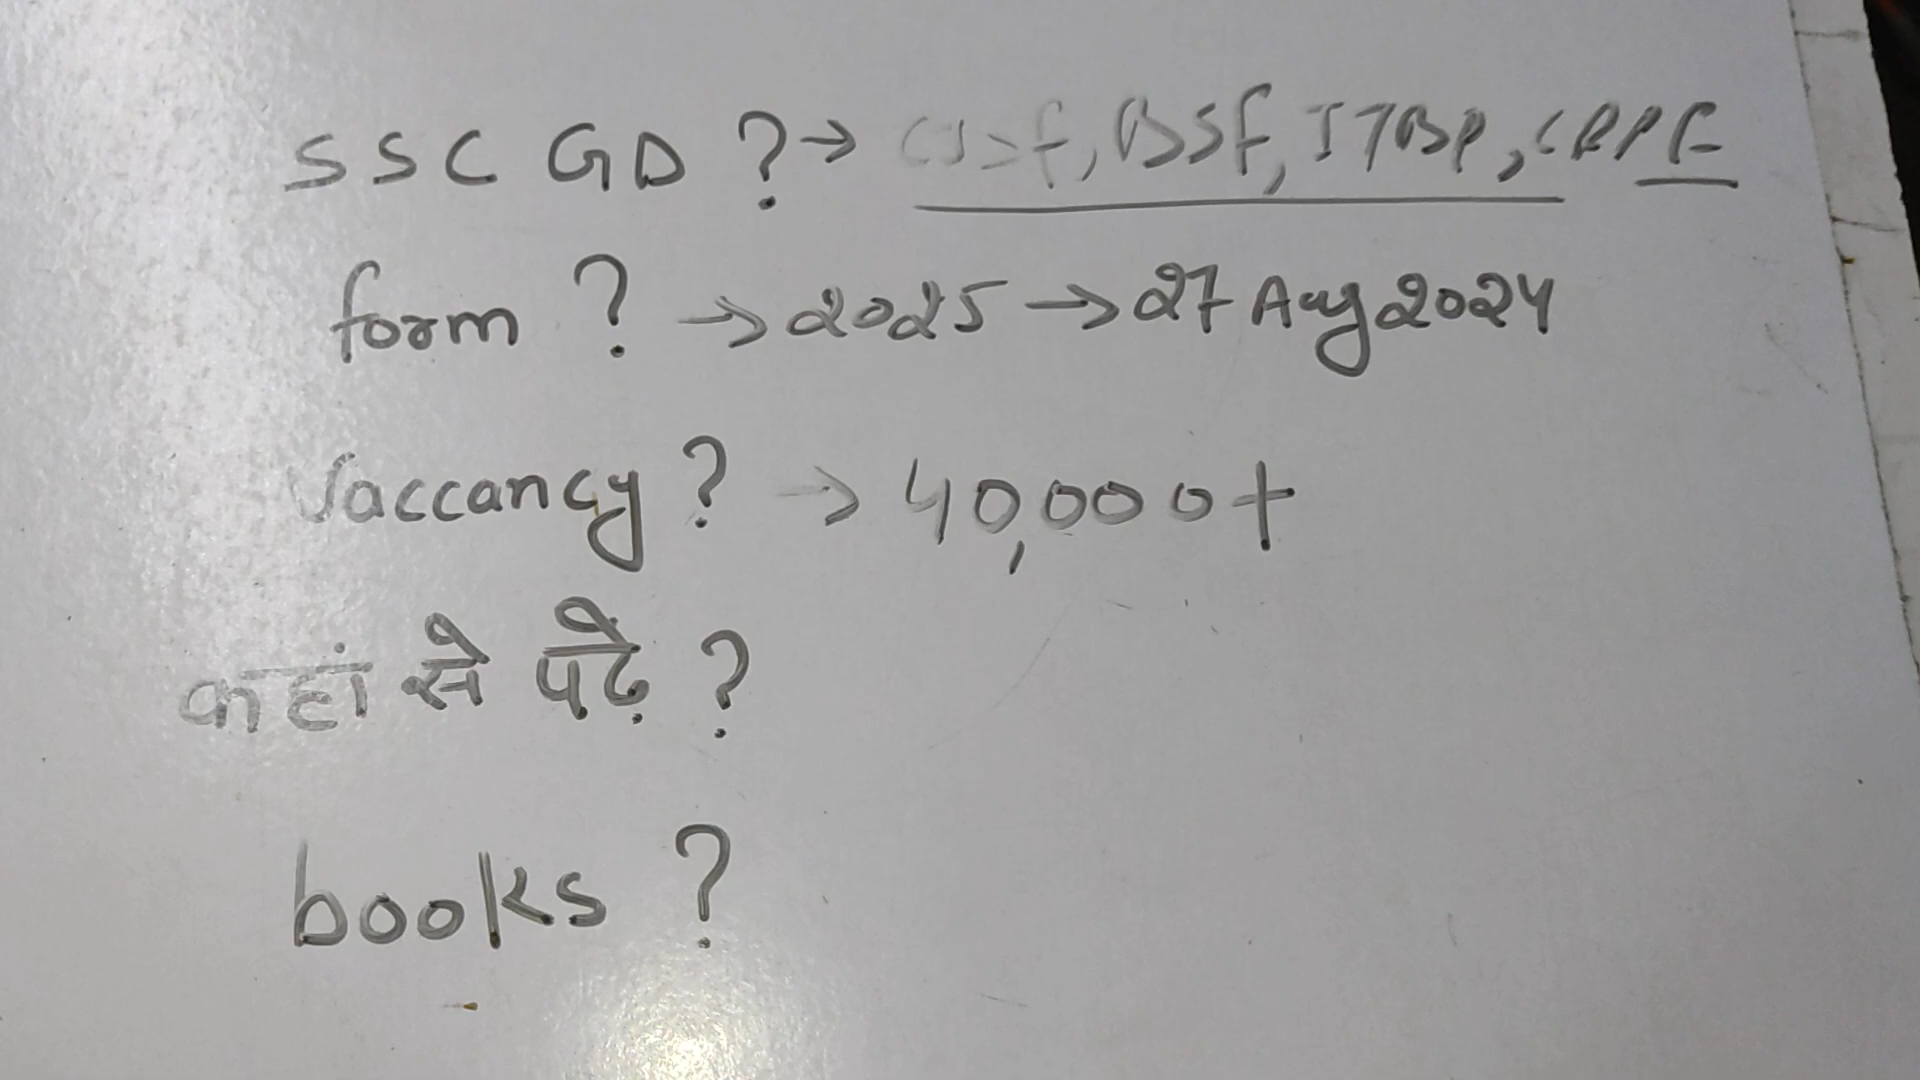 SSC GD ? → CISF, BSF, ITBP, CRPF
form ? → 2025 → 27 Aug 2024
Vaccancy ? → 40,000+
कहां से पढ़े ?
books ?